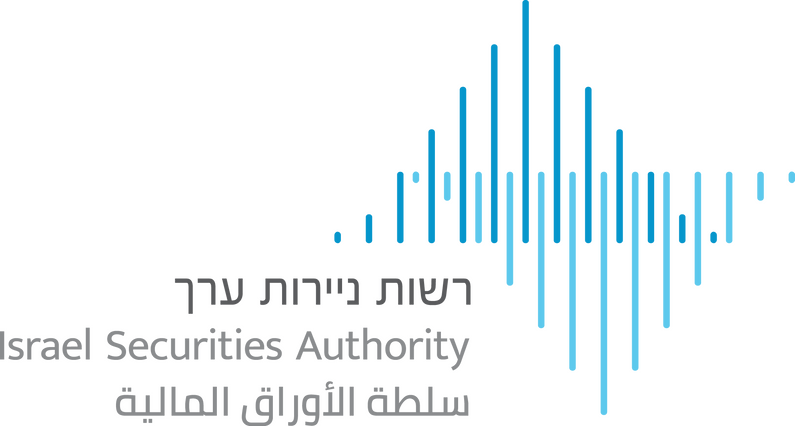 רשות ניירות ערך
Israel Securities Authority
سلطة الأوراق المالية